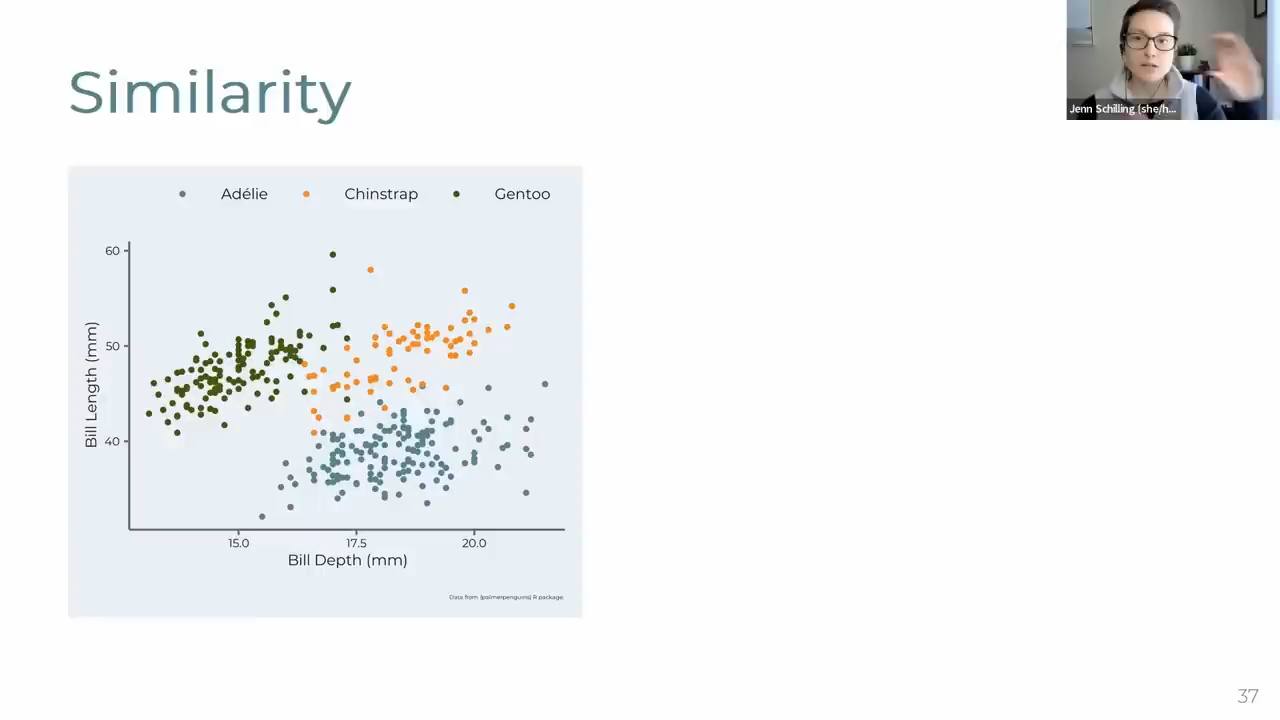 Similarity
Jenn Schilling (she/h...
Adélie Chinstrap Gentoo
60
50
40
Bill Length (mm)
15.0 17.5 20.0
Bill Depth (mm)
Data from {palmerpenguins} R package.
37